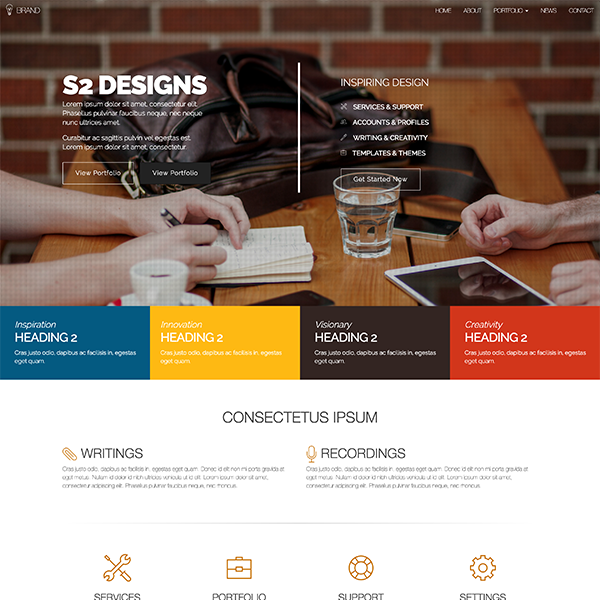 BRAND
HOME ABOUT PORTFOLIO NEWS CONTACT
S2 DESIGNS
Lorem ipsum dolor sit amet, consectetur elit.
Phasellus pulvinar faucibus neque, nec neque
nunc ultrices amet.
Curabitur ac sagittis pulvin vel egestas est.
Lorem ipsum dolor sit amet, consectetur
View Portfolio
View Portfolio
INSPIRING DESIGN
SERVICES & SUPPORT
ACCOUNTS & PROFILES
WRITING & CREATIVITY
TEMPLATES & THEMES
Get Started Now
Inspiration
HEADING 2
Cras justo odio, dapibus ac facilisis in, egestas
eget quam.
Innovation
HEADING 2
Cras justo odio, dapibus ac facilisis in, egestas
eget quam.
Visionary
HEADING 2
Cras justo odio, dapibus ac facilisis in, egestas
eget quam.
Creativity
HEADING 2
Cras justo odio, dapibus ac facilisis in, egestas
eget quam.
CONSECTETUS IPSUM
WRITINGS
Cras justo odio, dapibus ac facilisis in, egestas eget quam. Donec id elit non mi porta gravida at
eget metus. Nullam id dolor id nibh ultricies vehicula ut id elit. Lorem ipsum dolor sit amet,
consectetur adipiscing elit. Phasellus pulvinar faucibus neque, nec rhoncus.
RECORDINGS
Cras justo odio, dapibus ac facilisis in, egestas eget quam. Donec id elit non mi porta gravida at
eget metus. Nullam id dolor id nibh ultricies vehicula ut id elit. Lorem ipsum dolor sit amet,
consectetur adipiscing elit. Phasellus pulvinar faucibus neque, nec rhoncus.
SERVICES
PORTFOLIO
SUPPORT
SETTINGS